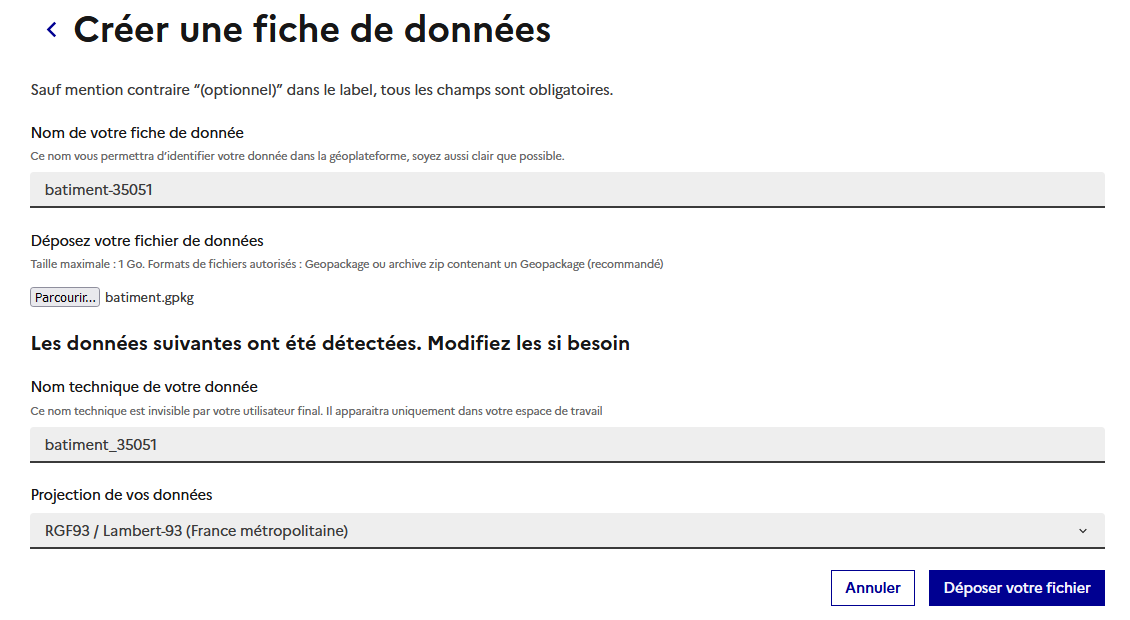 Créer une fiche de données
Sauf mention contraire “(optionnel)” dans le label, tous les champs sont obligatoires.
Nom de votre fiche de donnée
Ce nom vous permettra d'identifier votre donnée dans la géoplateforme, soyez aussi clair que possible.
batiment-35051
Déposez votre fichier de données
Taille maximale : 1 Go. Formats de fichiers autorisés : Geopackage ou archive zip contenant un Geopackage (recommandé)
Parcourir... batiment.gpkg
Les données suivantes ont été détectées. Modifiez les si besoin
Nom technique de votre donnée
Ce nom technique est invisible par votre utilisateur final. Il apparaitra uniquement dans votre espace de travail
batiment_35051
Projection de vos données
RGF93 / Lambert-93 (France métropolitaine)
Annuler Déposer votre fichier